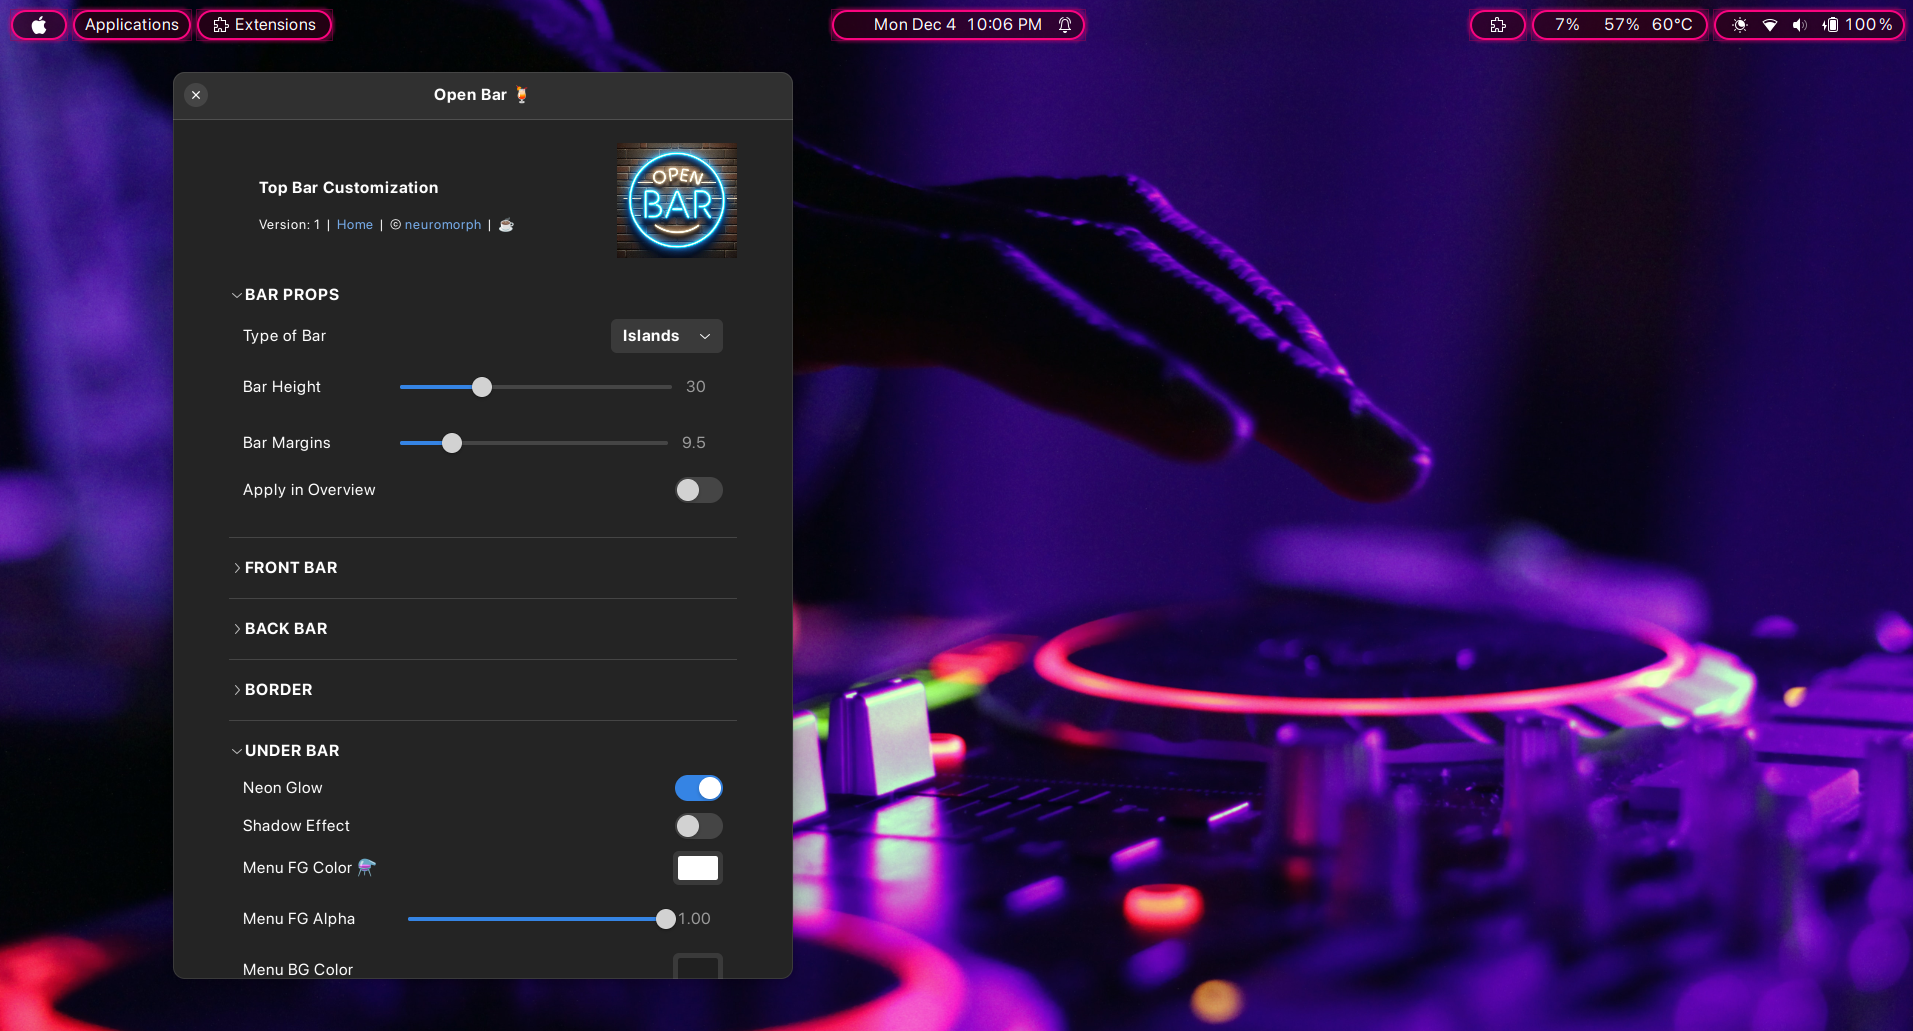 Applications
Extensions
Mon Dec 4 10:06 PM
7% 57% 60°C
100%
Open Bar
Top Bar Customization
Version: 1 | Home | © neuromorph |
OPEN
BAR
BAR PROPS
Type of Bar
Islands
Bar Height
30
Bar Margins
9.5
Apply in Overview
FRONT BAR
BACK BAR
BORDER
UNDER BAR
Neon Glow
Shadow Effect
Menu FG Color
Menu FG Alpha
1.00
Menu BG Color